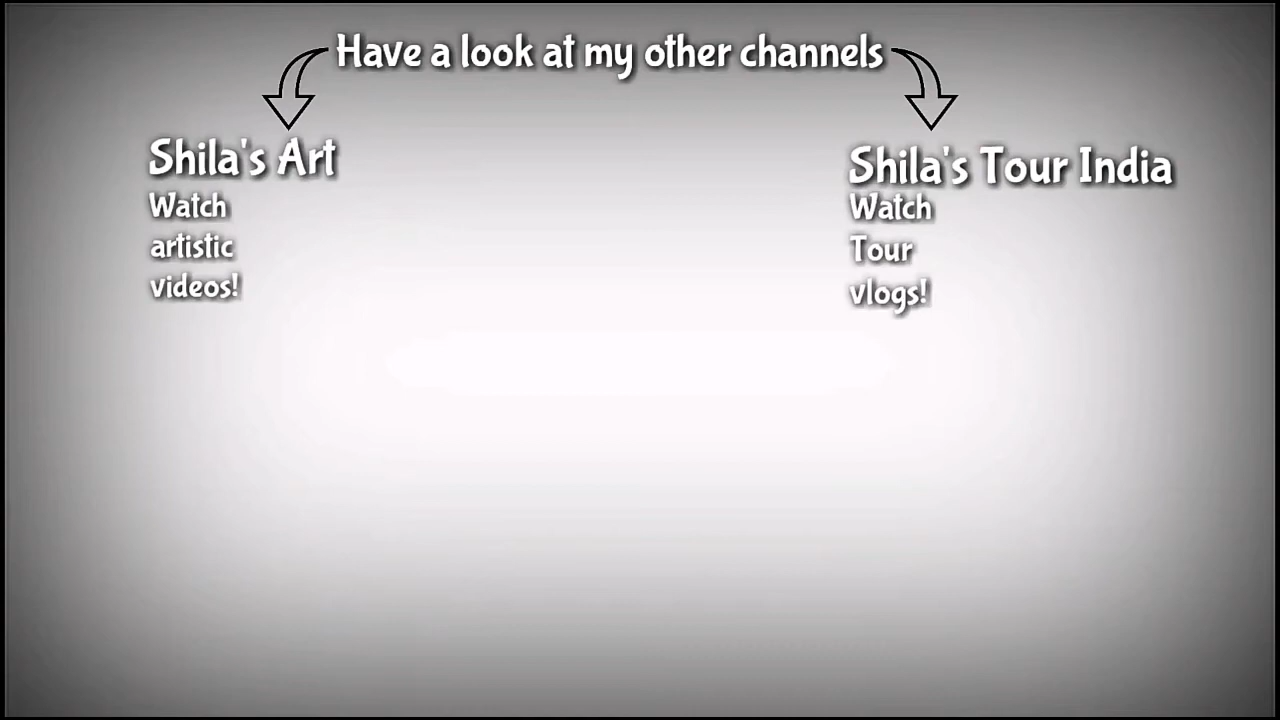 Have a look at my other channels
Shila's Art
Watch
artistic
videos!
Shila's Tour India
Watch
Tour
vlogs!